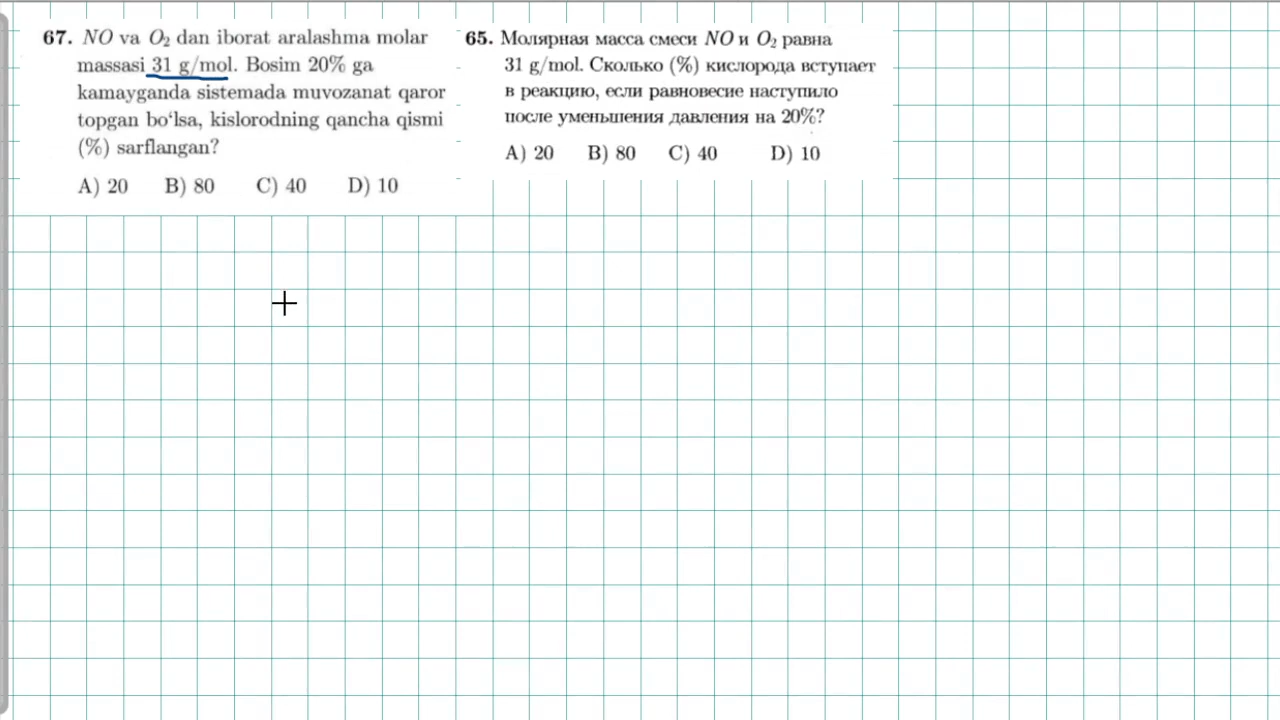 67. NO va O₂ dan iborat aralashma molar
massasi 31 g/mol. Bosim 20% ga
kamayganda sistemada muvozanat qaror
topgan bo‘lsa, kislorodning qancha qismi
(%) sarflangan?
A) 20 B) 80 C) 40 D) 10
65. Молярная масса смеси NO и O₂ равна
31 g/mol. Сколько (%) кислорода вступает
в реакцию, если равновесие наступило
после уменьшения давления на 20%?
A) 20 B) 80 C) 40 D) 10